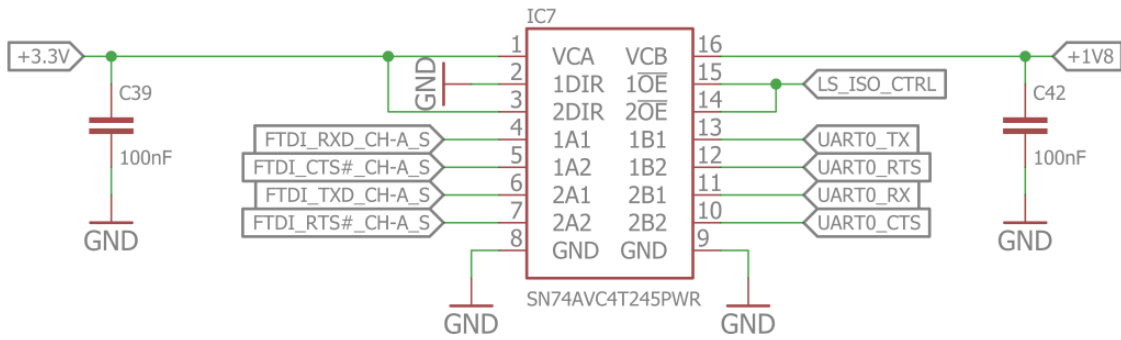 IC7
+3.3V
1
VCA
VCB
16
+1V8
C39
100nF
GND
GND
2
1DIR
1OE
15
LS_ISO_CTRL
3
2DIR
2OE
14
C42
100nF
GND
FTDI_RXD_CH-A_S
4
1A1
1B1
13
UART0_TX
FTDI_CTS#_CH-A_S
5
1A2
1B2
12
UART0_RTS
FTDI_TXD_CH-A_S
6
2A1
2B1
11
UART0_RX
FTDI_RTS#_CH-A_S
7
2A2
2B2
10
UART0_CTS
8
GND
GND
9
GND
GND
SN74AVC4T245PWR